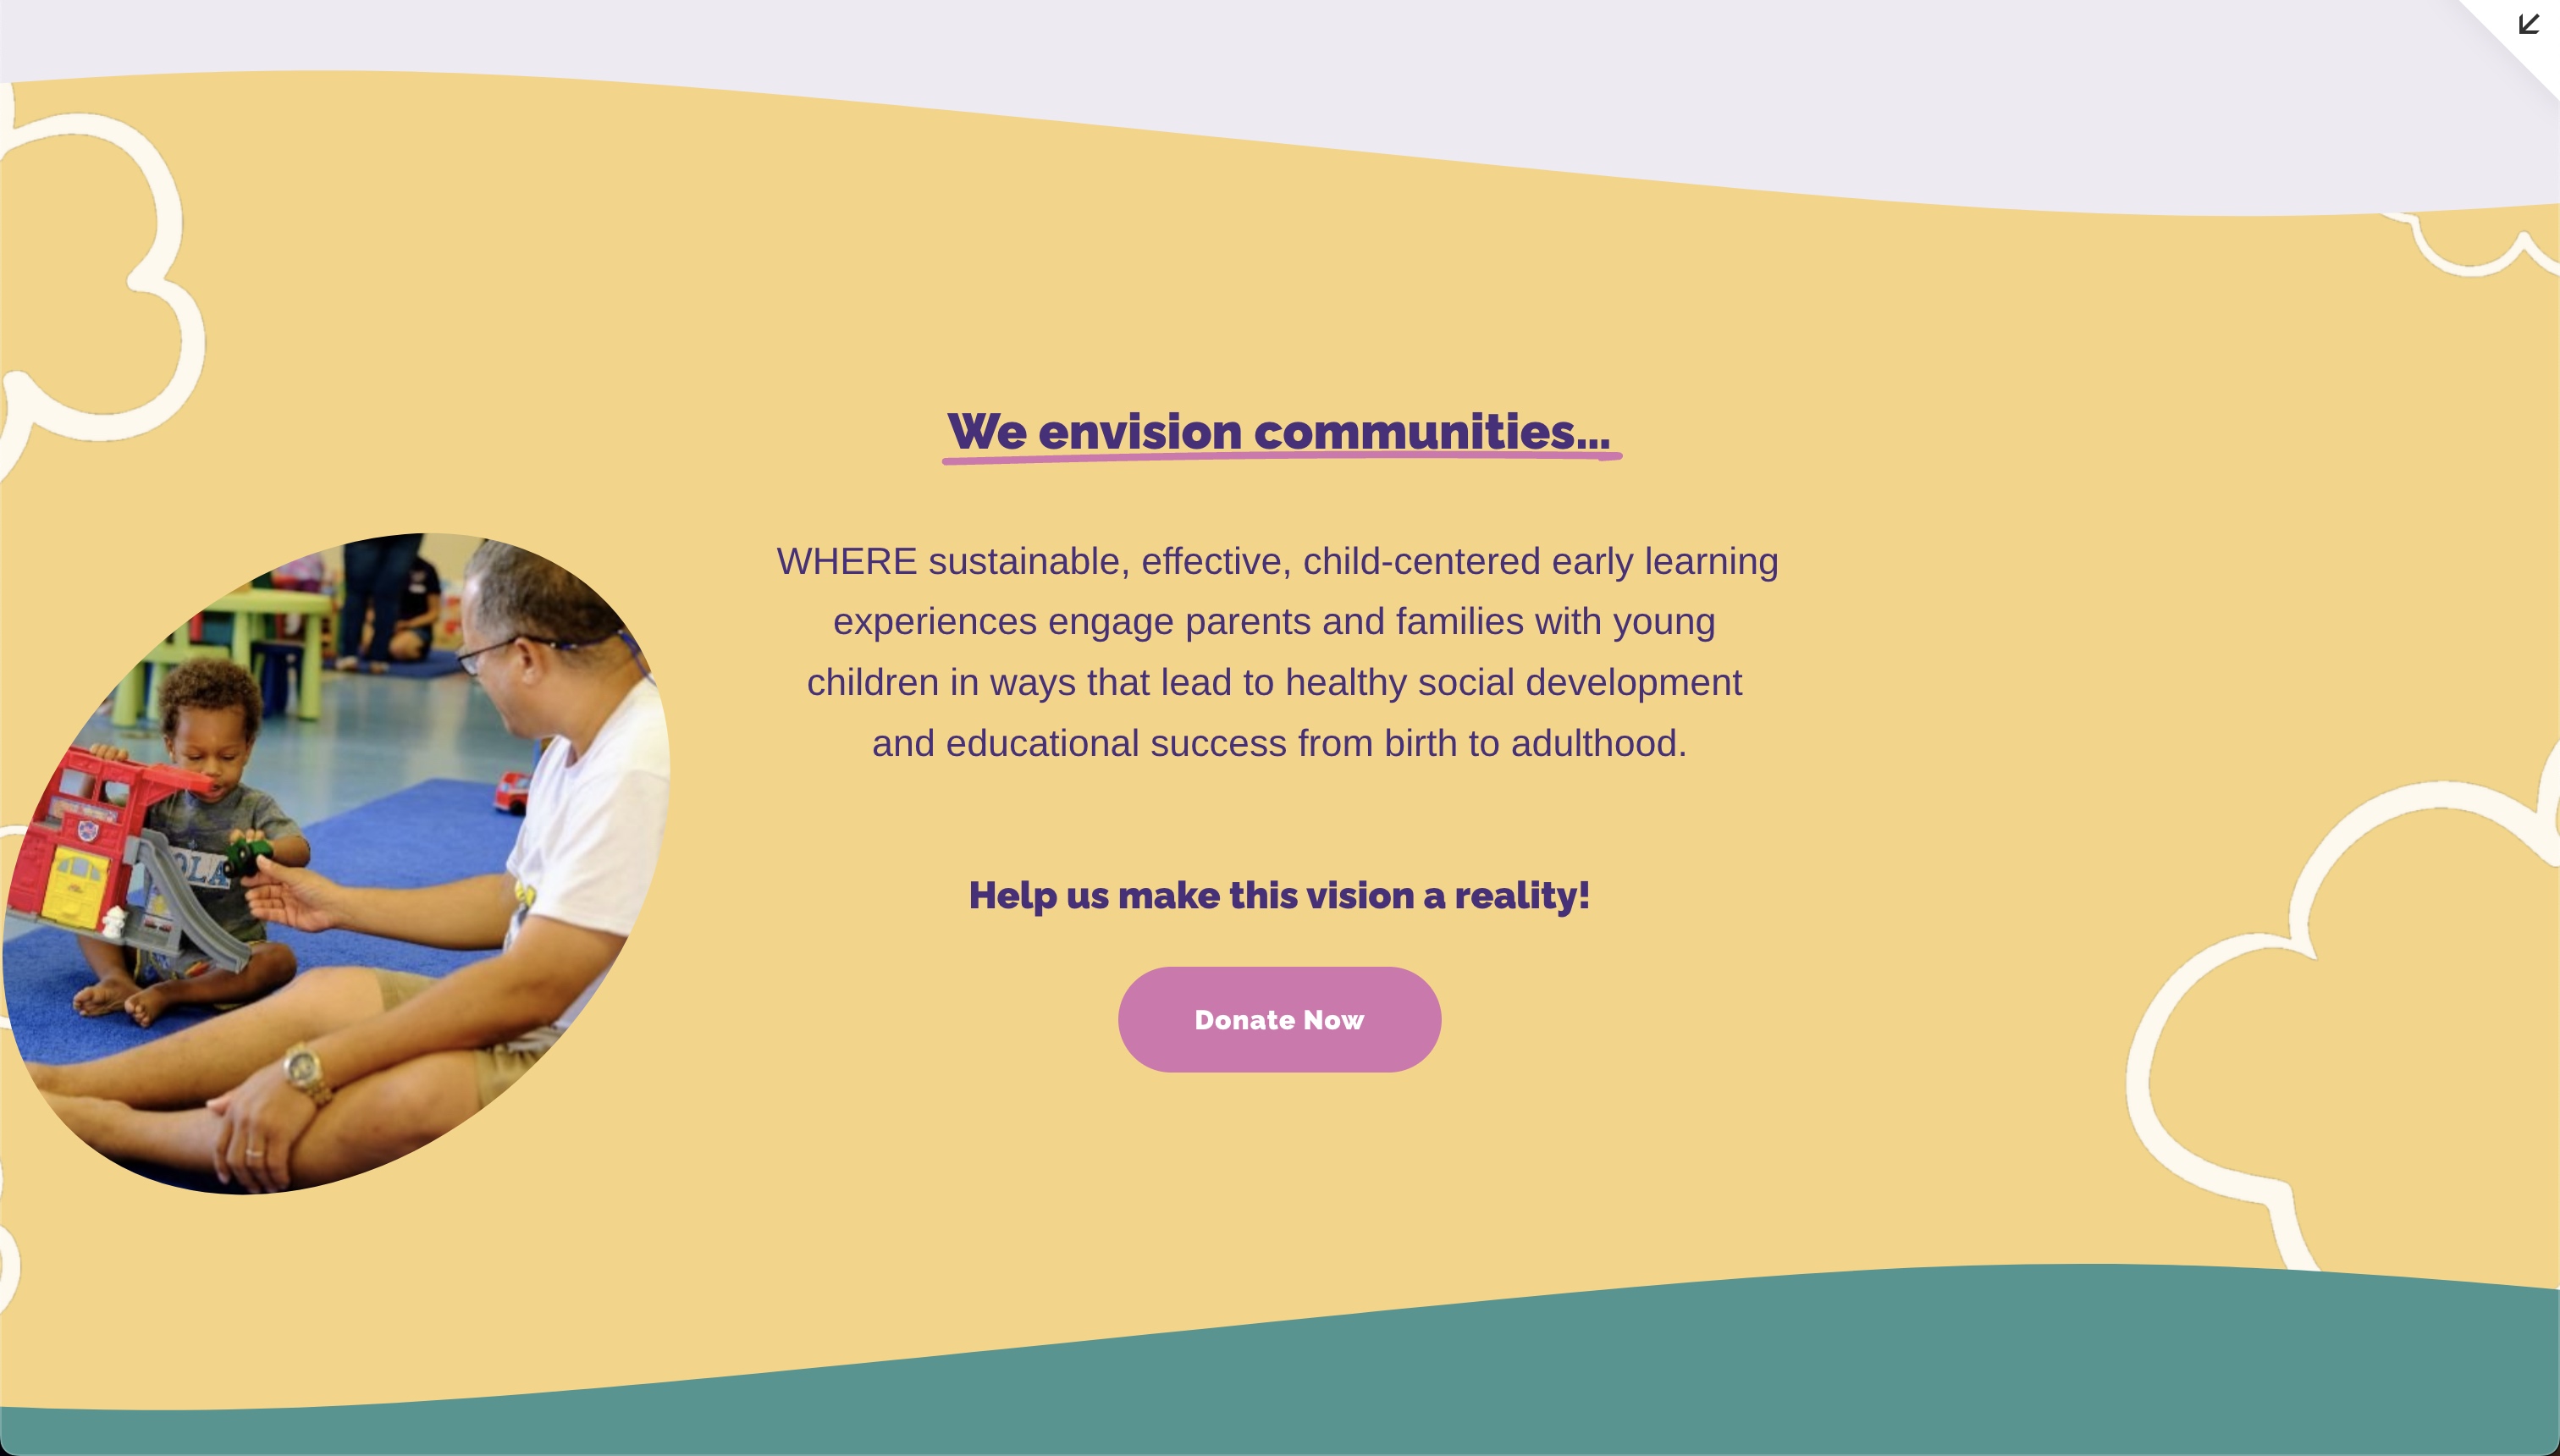 We envision communities...
WHERE sustainable, effective, child-centered early learning
experiences engage parents and families with young
children in ways that lead to healthy social development
and educational success from birth to adulthood.
Help us make this vision a reality!
Donate Now
OLA